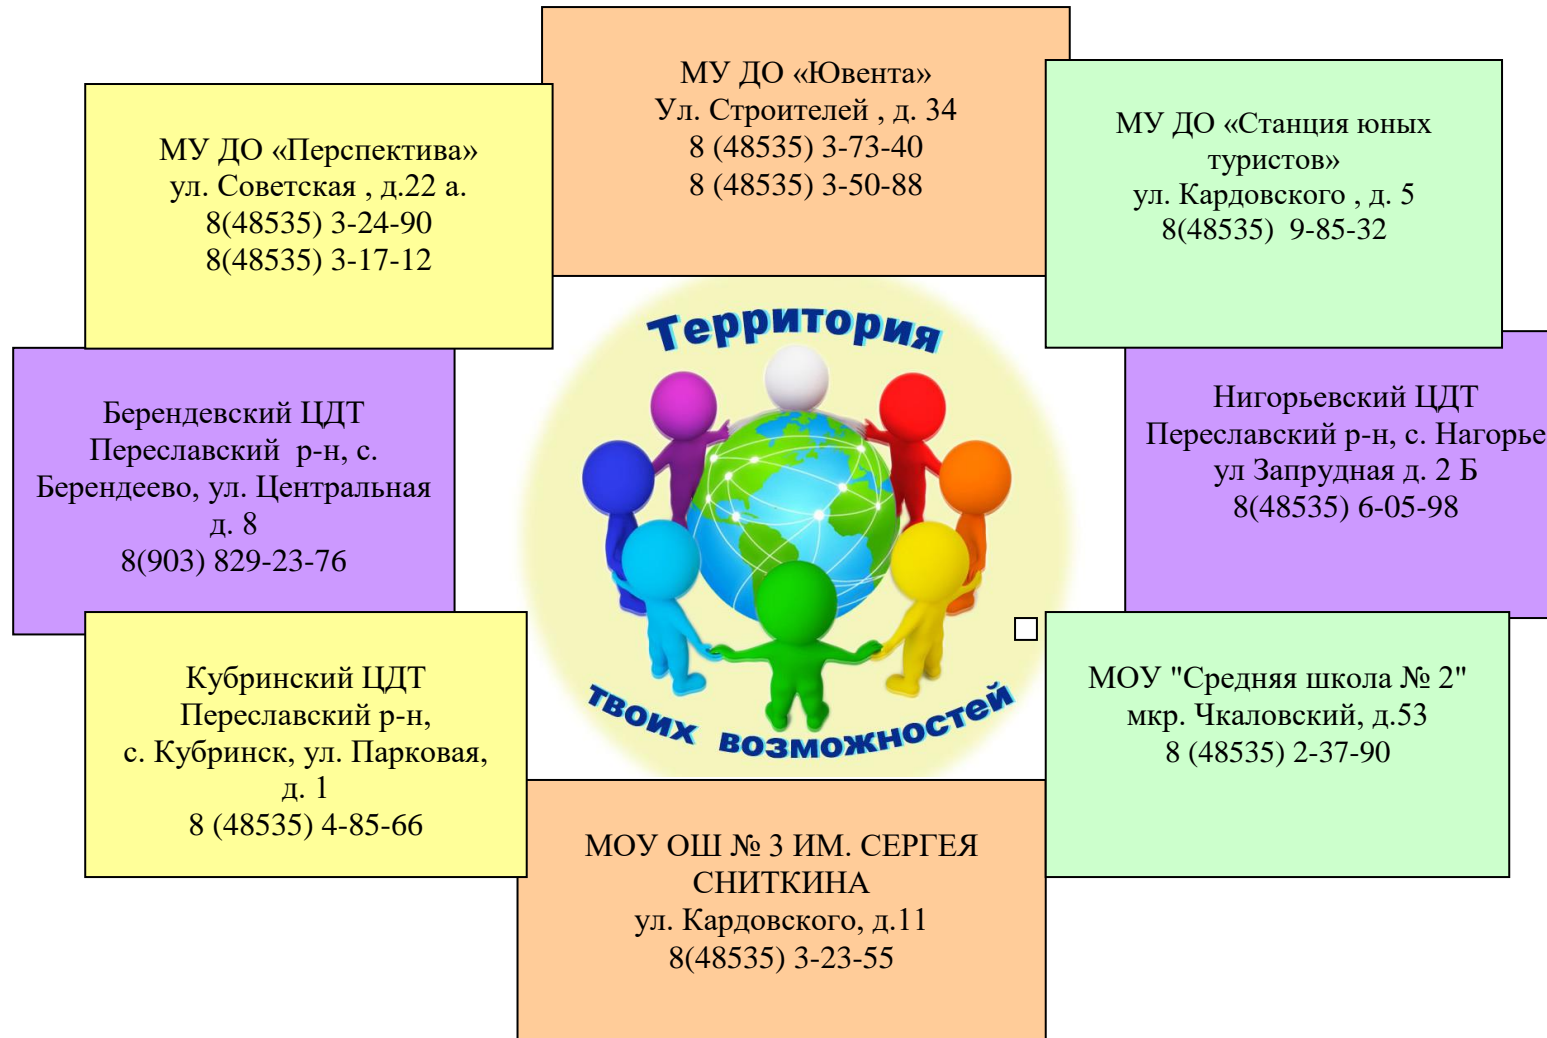 МУ ДО «Ювента»
Ул. Строителей , д. 34
8 (48535) 3-73-40
8 (48535) 3-50-88
МУ ДО «Перспектива»
ул. Советская , д.22 а.
8(48535) 3-24-90
8(48535) 3-17-12
МУ ДО «Станция юных
туристов»
ул. Кардовского , д. 5
8(48535)  9-85-32
Территория
твоих возможностей
Берендевский ЦДТ
Переславский  р-н, с.
Берендеево, ул. Центральная
д. 8
8(903) 829-23-76
Нигорьевский ЦДТ
Переславский р-н, с. Нагорье
ул Запрудная д. 2 Б
8(48535) 6-05-98
Кубринский ЦДТ
Переславский р-н,
с. Кубринск, ул. Парковая,
д. 1
8 (48535) 4-85-66
МОУ "Средняя школа № 2"
мкр. Чкаловский, д.53
8 (48535) 2-37-90
МОУ ОШ № 3 ИМ. СЕРГЕЯ
СНИТКИНА
ул. Кардовского, д.11
8(48535) 3-23-55